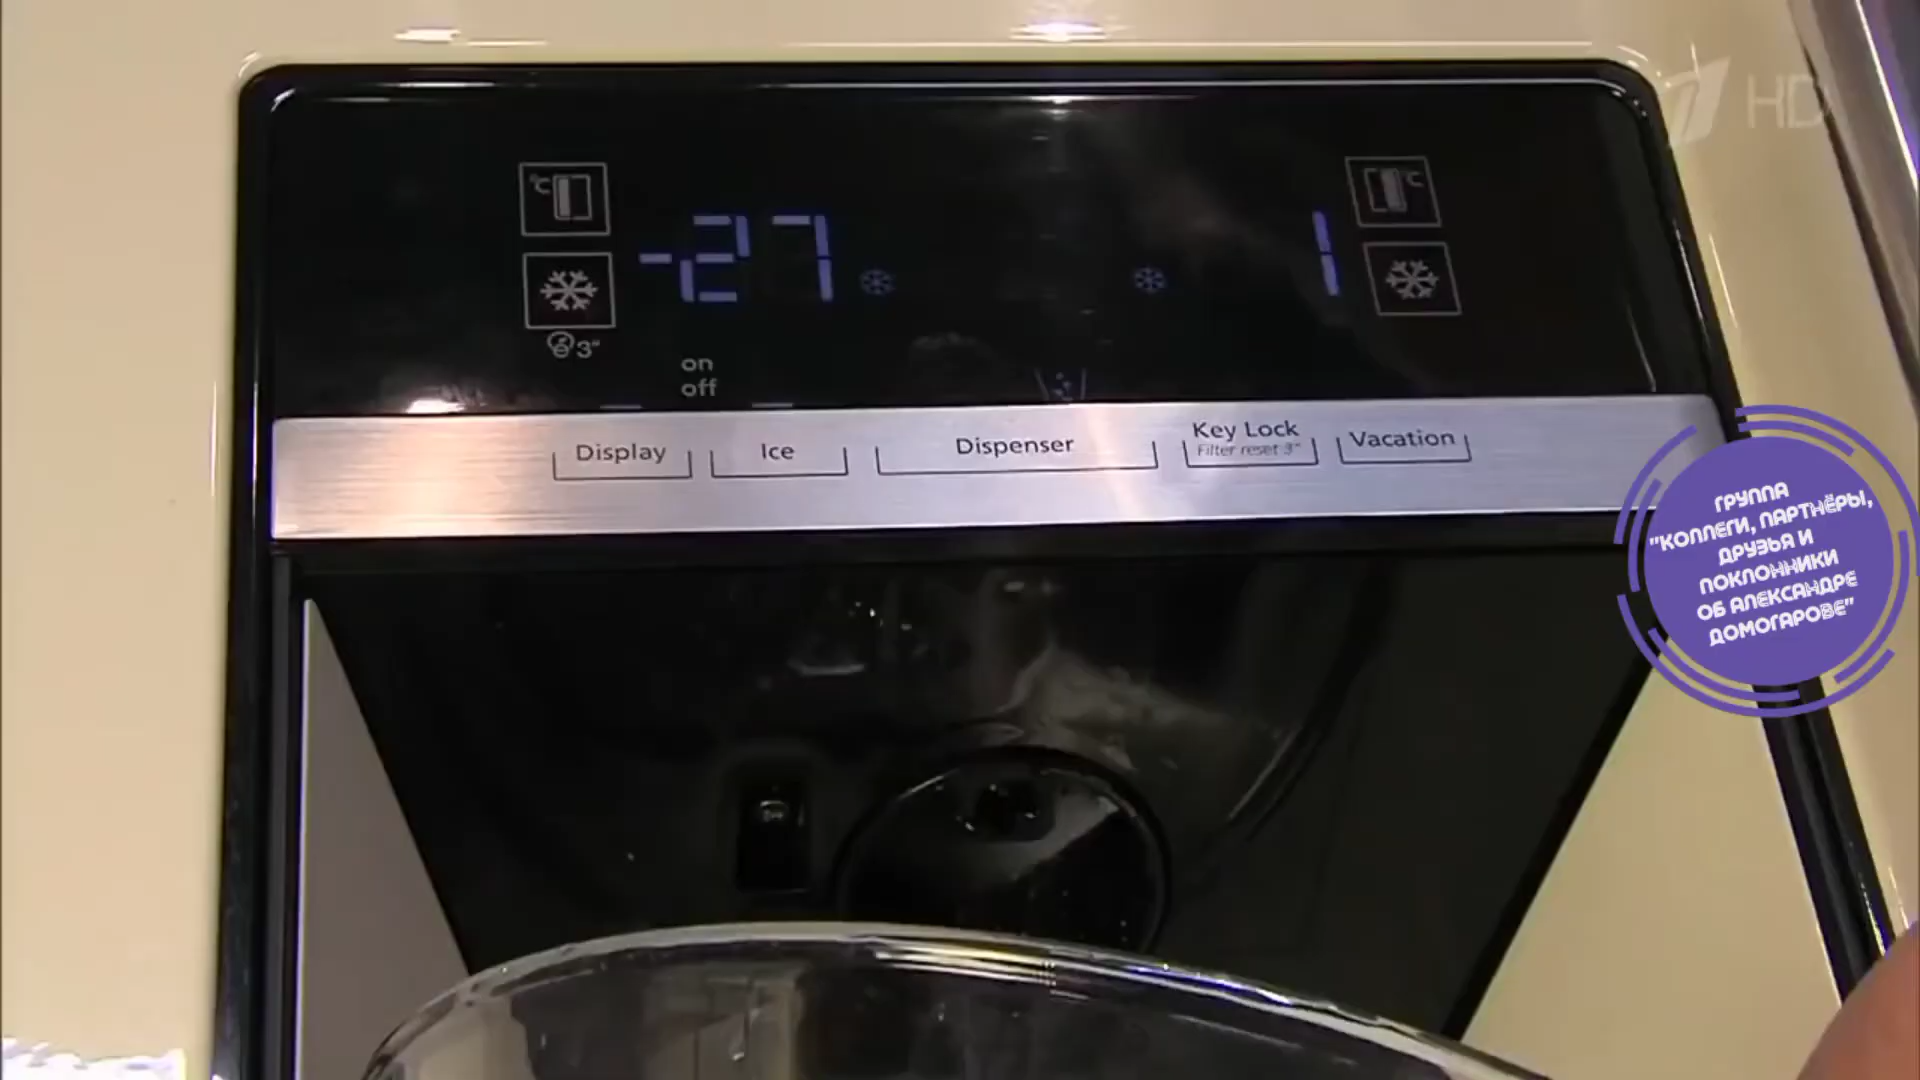 HD
°C
-27
1
°C
3"
on
off
Display
Ice
Dispenser
Key Lock
Filter reset 3"
Vacation
ГРУППА
"КОЛЛЕГИ, ПАРТНЁРЫ,
ДРУЗЬЯ И
ПОКЛОННИКИ
ОБ АЛЕКСАНДРЕ
ДОМОГАРОВЕ"